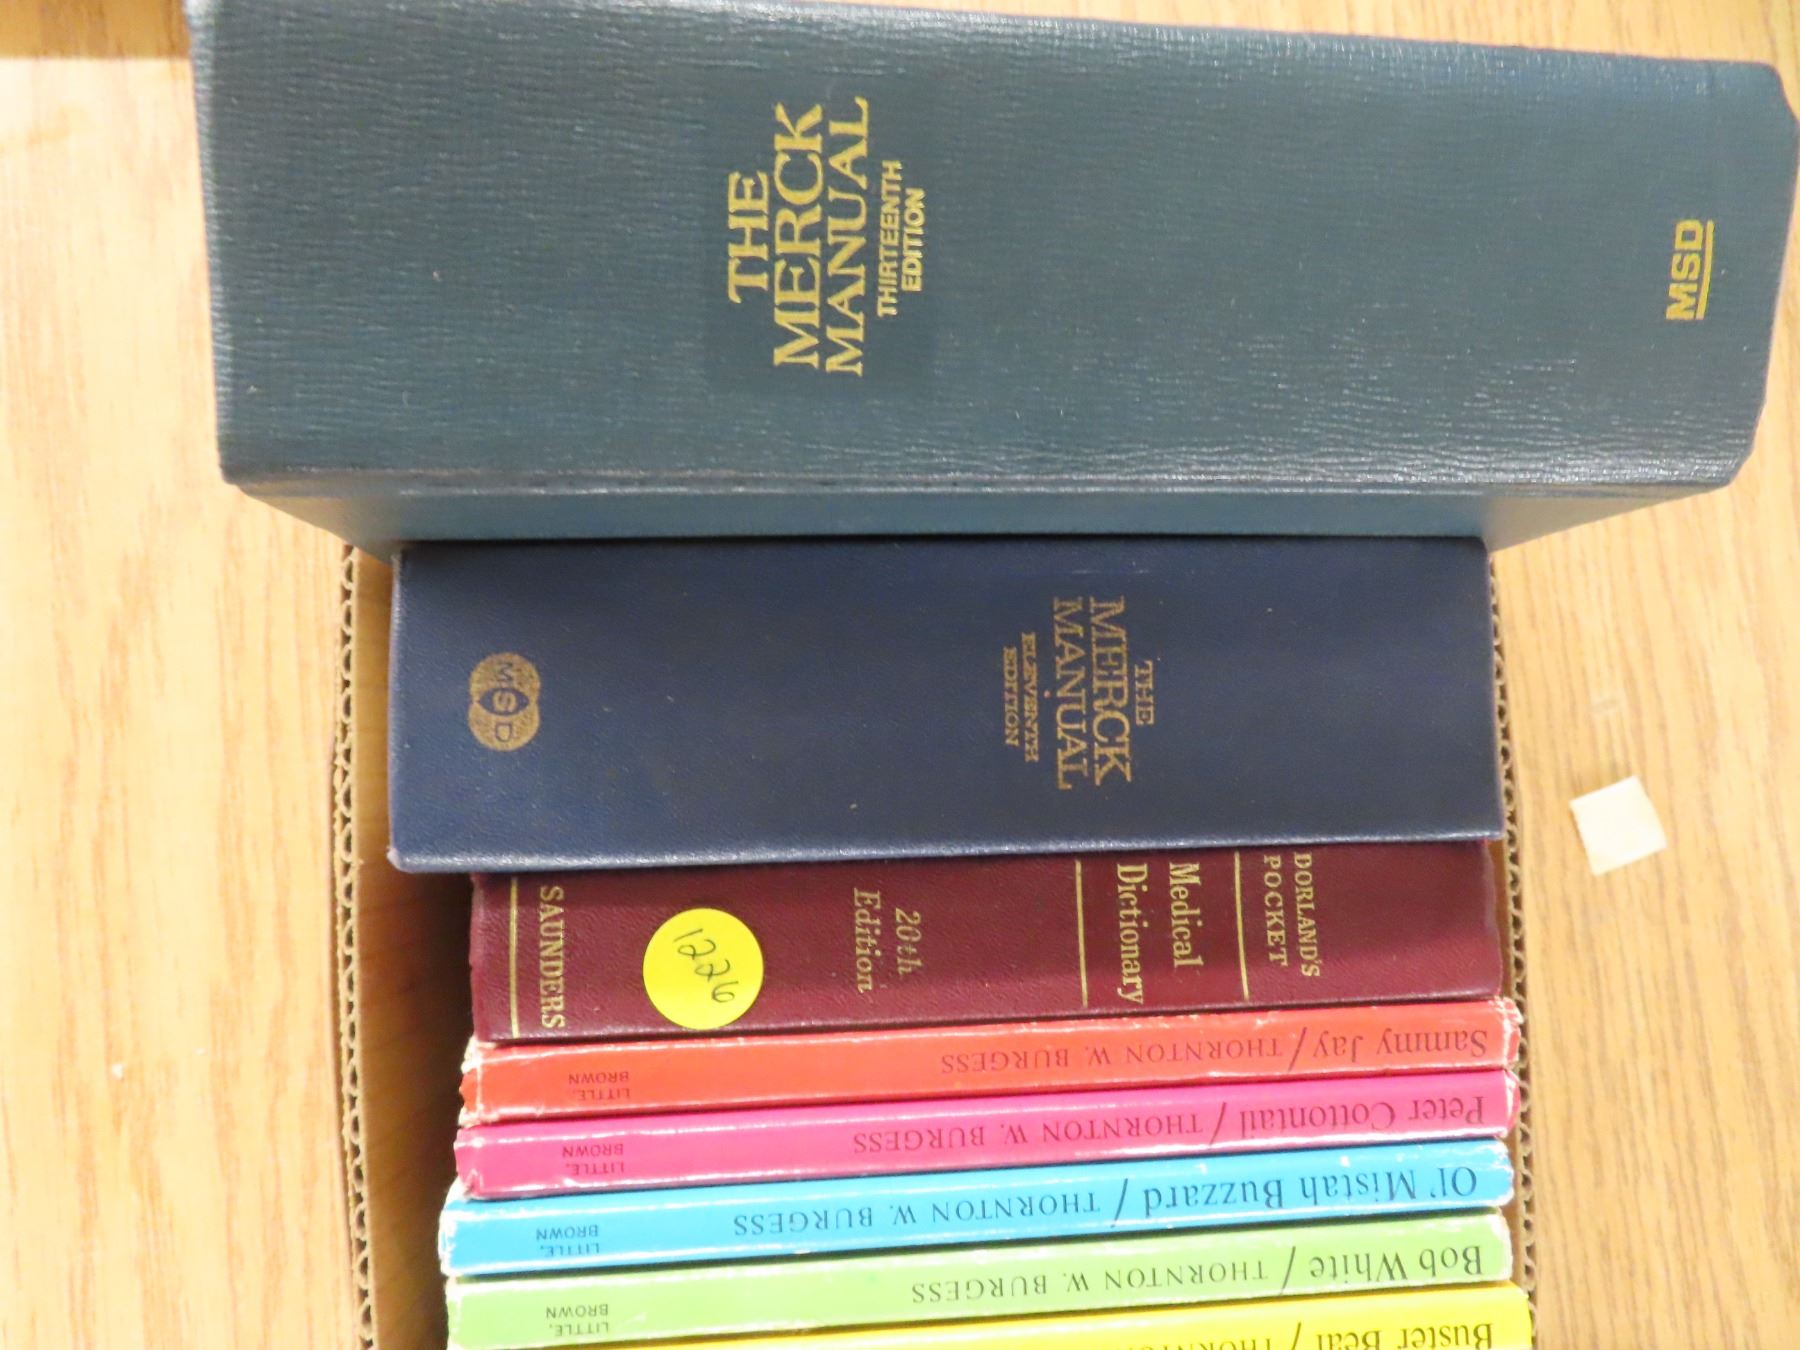 THE
MERCK
MANUAL
THIRTEENTH
EDITION
MSD
THE
MERCK
MANUAL
ELEVENTH
EDITION
MSD
DORLAND'S
POCKET
Medical
Dictionary
20th
Edition
1226
SAUNDERS
Sammy Jay / THORNTON W. BURGESS
LITTLE,
BROWN
Peter Cottontail / THORNTON W. BURGESS
LITTLE,
BROWN
Ol' Mistah Buzzard / THORNTON W. BURGESS
LITTLE,
BROWN
Bob White / THORNTON W. BURGESS
LITTLE,
BROWN
Buster Bear / THORNTON